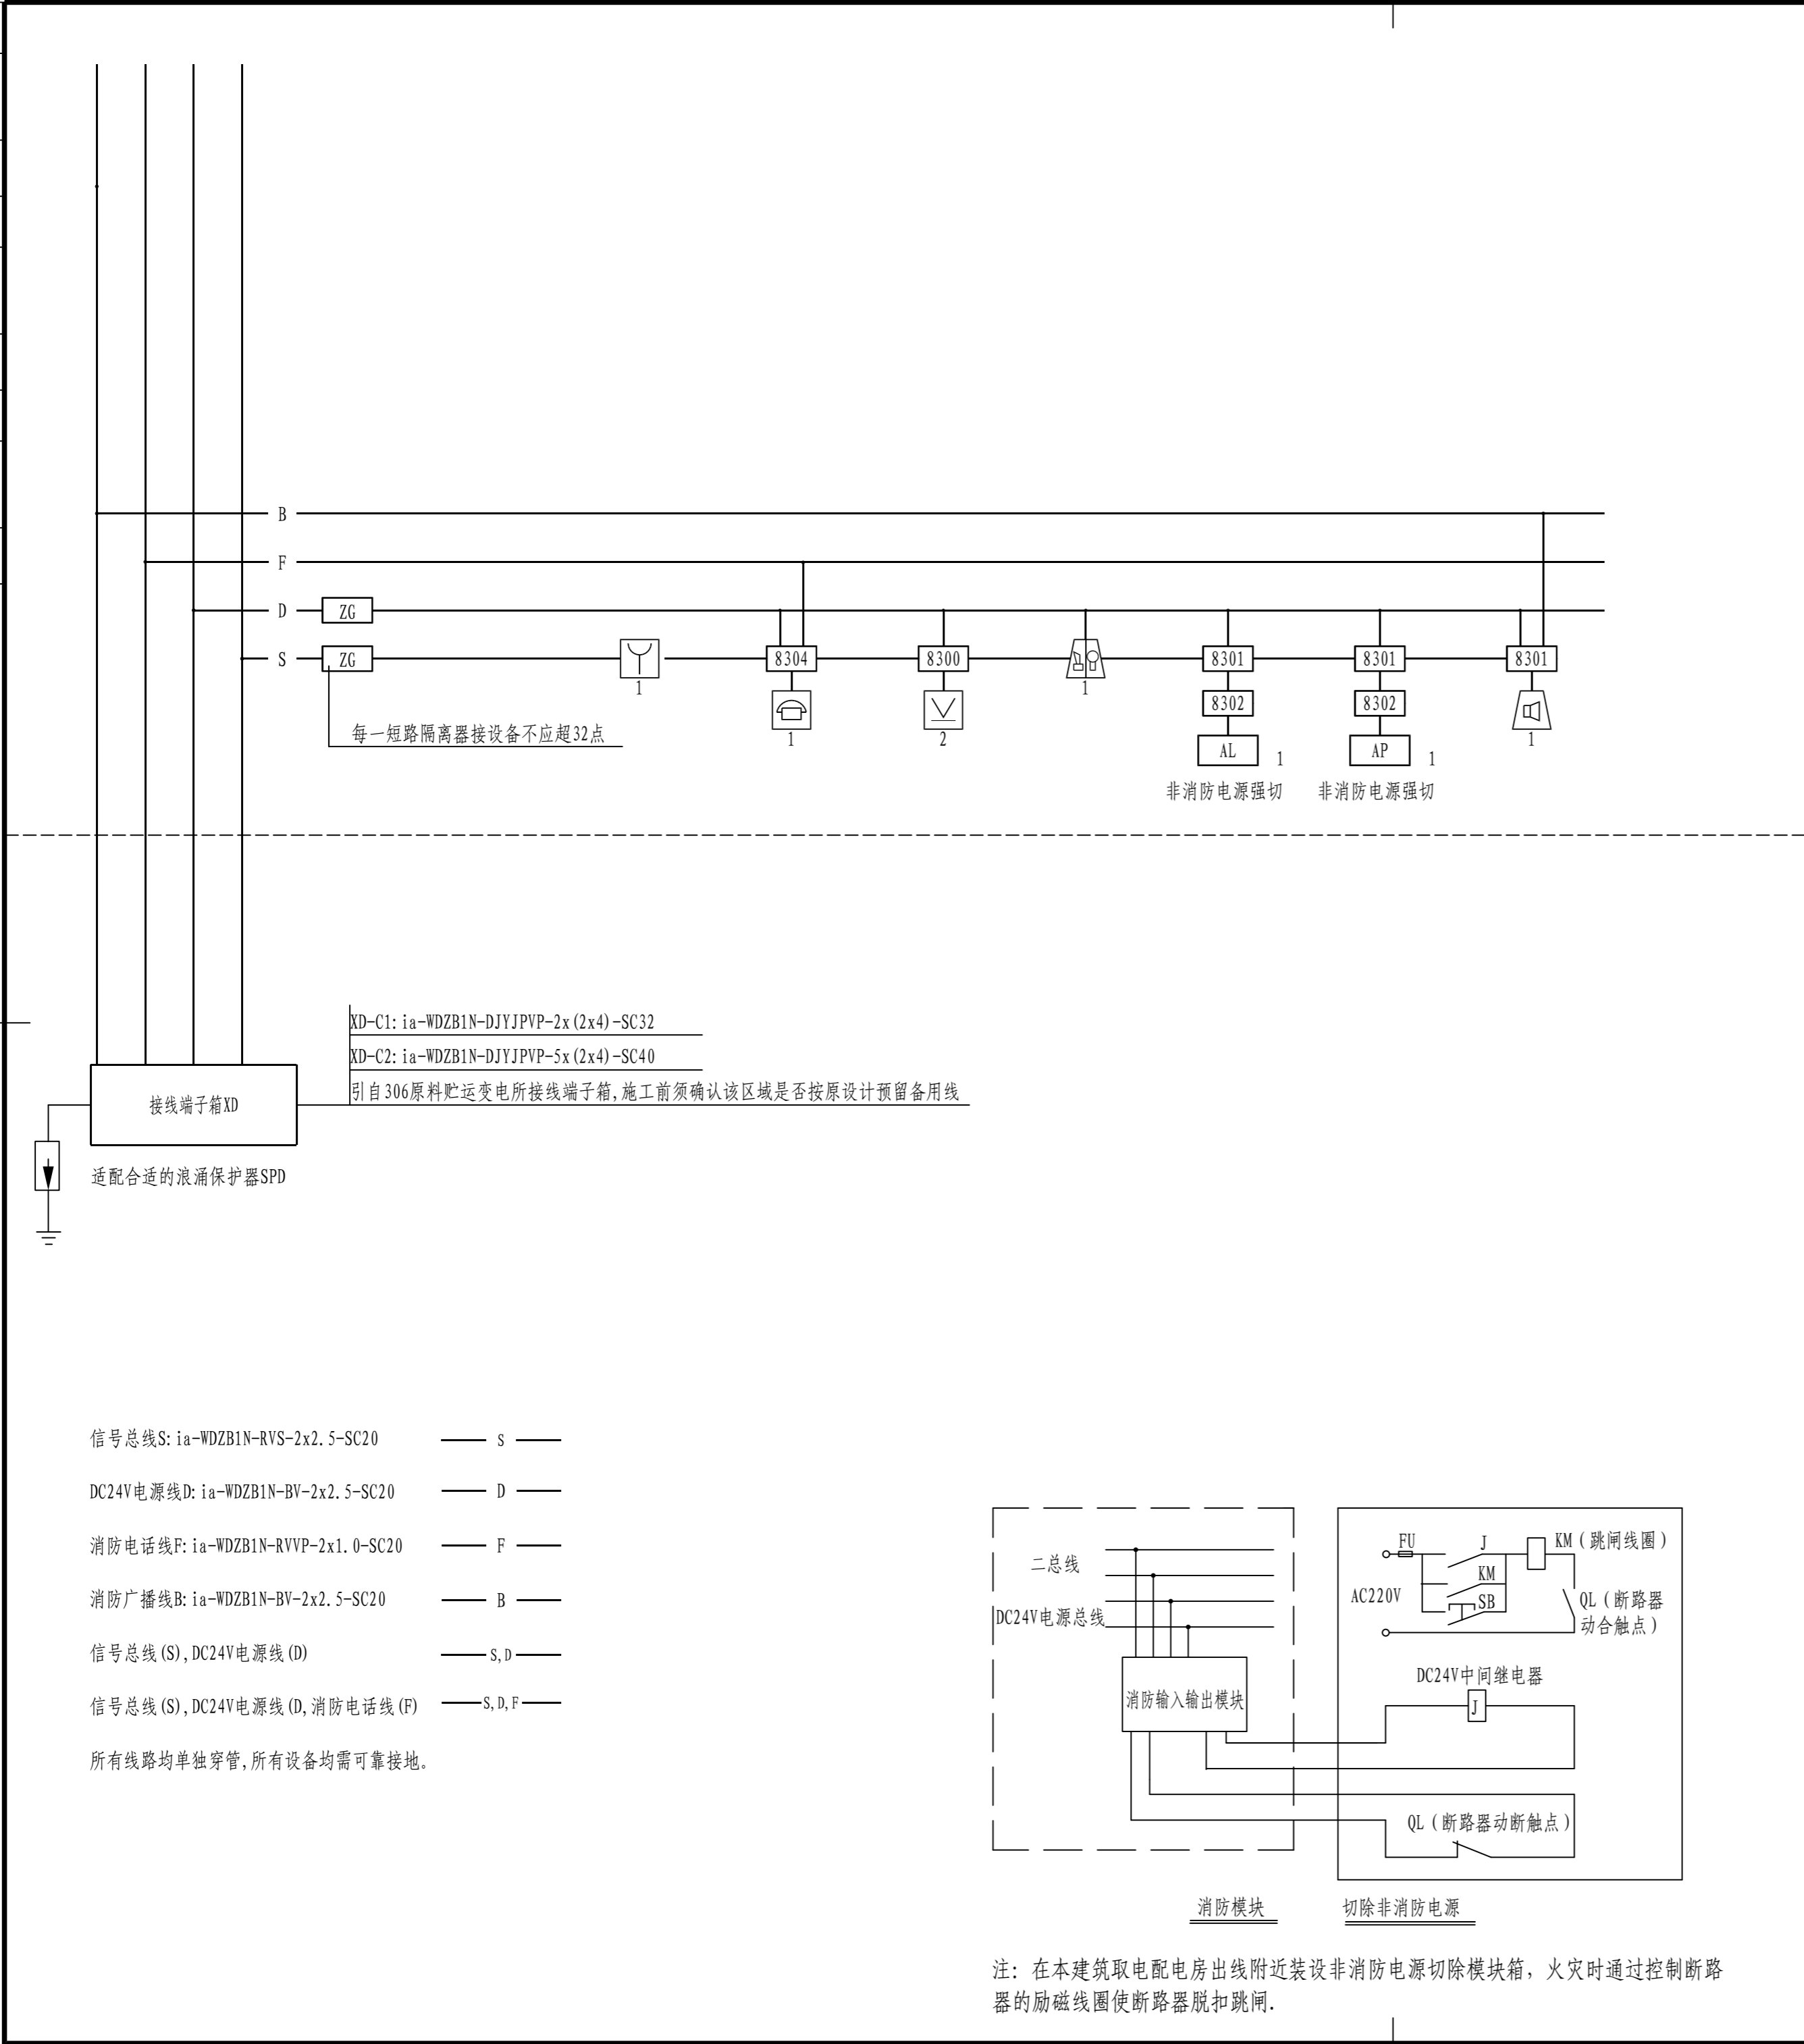 B
F
D ZG
S ZG 8304 8300 8301 8301 8301
1 1
8302 8302
每一短路隔离器接设备不应超32点
1 2 1
AL 1 AP 1
非消防电源强切 非消防电源强切
XD-C1:ia-WDZB1N-DJYJPVP-2x(2x4)-SC32
XD-C2:ia-WDZB1N-DJYJPVP-5x(2x4)-SC40
引自306原料贮运变电所接线端子箱,施工前须确认该区域是否按原设计预留备用线
接线端子箱XD
适配合适的浪涌保护器SPD
信号总线S:ia-WDZB1N-RVS-2x2.5-SC20 S
DC24V电源线D:ia-WDZB1N-BV-2x2.5-SC20 D
消防电话线F:ia-WDZB1N-RVVP-2x1.0-SC20 F
消防广播线B:ia-WDZB1N-BV-2x2.5-SC20 B
信号总线(S),DC24V电源线(D) S,D
信号总线(S),DC24V电源线(D,消防电话线(F) S,D,F
所有线路均单独穿管,所有设备均需可靠接地。
二总线
DC24V电源总线
消防输入输出模块
FU J KM(跳闸线圈)
KM
AC220V SB QL(断路器
动合触点)
DC24V中间继电器
J
QL(断路器动断触点)
消防模块 切除非消防电源
注：在本建筑取电配电房出线附近装设非消防电源切除模块箱，火灾时通过控制断路
器的励磁线圈使断路器脱扣跳闸.